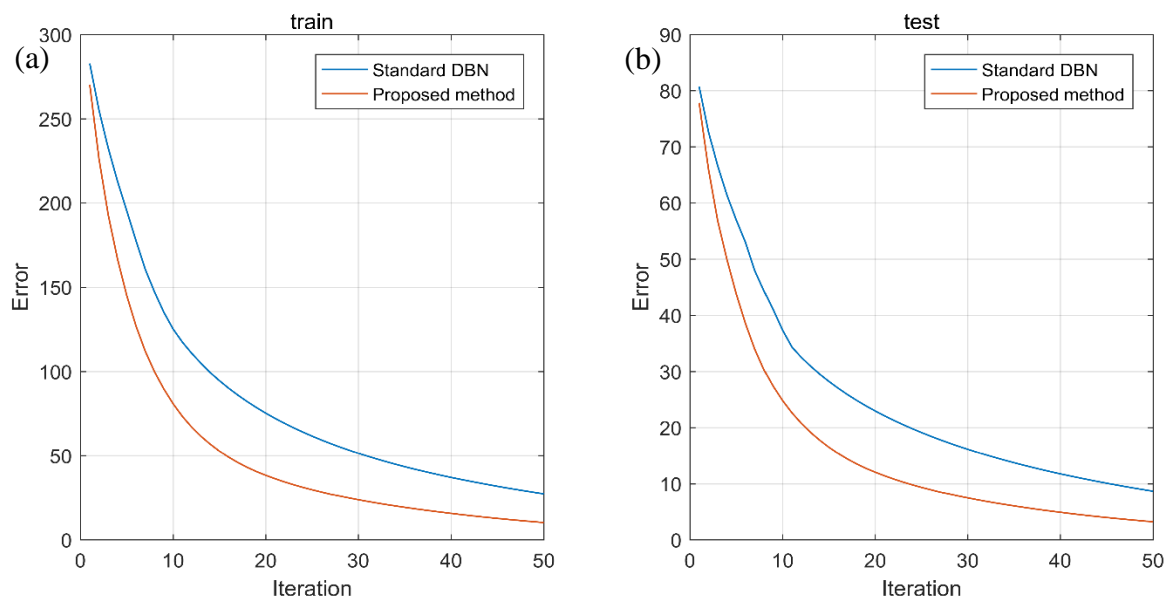 train
(a)
300
250
200
150
100
50
0
Error
Standard DBN
Proposed method
0 10 20 30 40 50
Iteration
test
(b)
90
80
70
60
50
40
30
20
10
0
Error
Standard DBN
Proposed method
0 10 20 30 40 50
Iteration